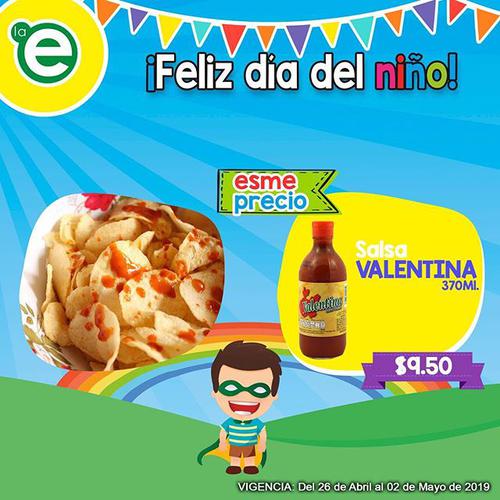 la
e
¡Feliz día del niño!
esme
precio
Salsa
VALENTINA
370Ml.
Valentina
$9.50
VIGENCIA: Del 26 de Abril al 02 de Mayo de 2019